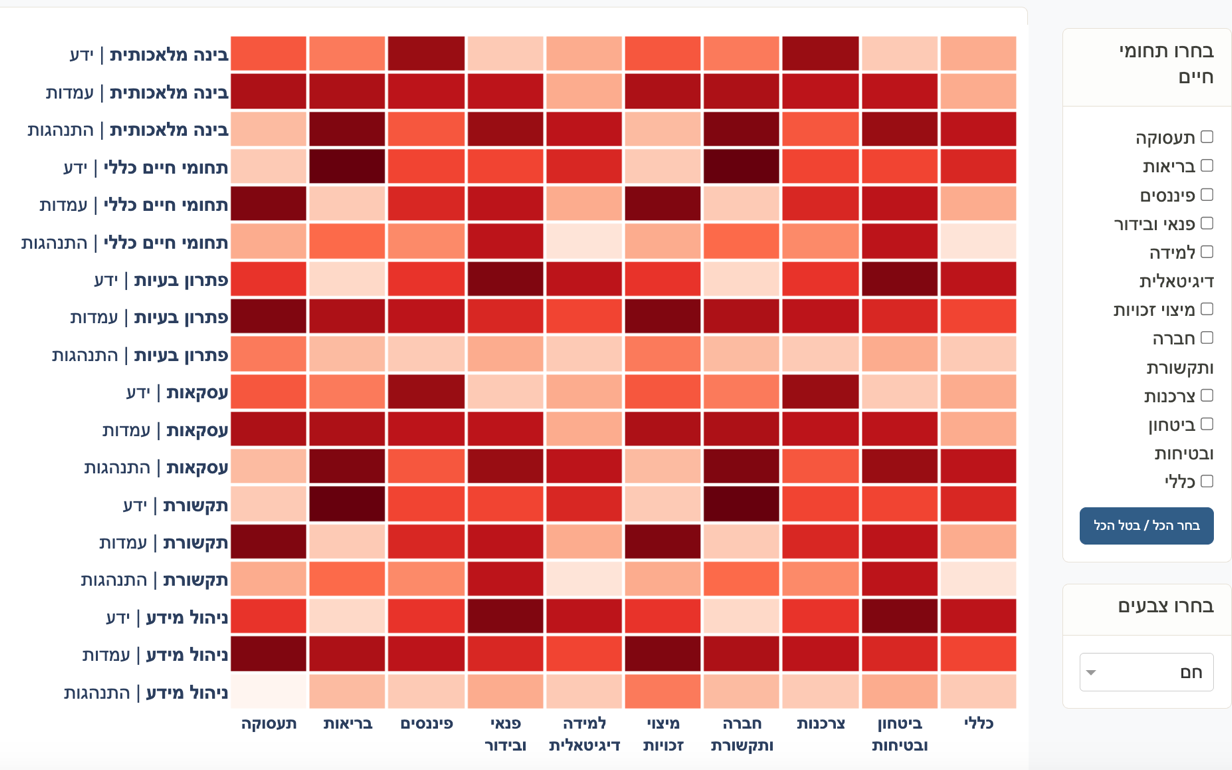 בחרו תחומי
חיים
תעסוקה
בריאות
פיננסים
פנאי ובידור
למידה
דיגיטאלית
מיצוי זכויות
חברה
ותקשורת
צרכנות
ביטחון
ובטיחות
כללי
בחר הכל / בטל הכל
בחרו צבעים
חם
בינה מלאכותית | ידע
בינה מלאכותית | עמדות
בינה מלאכותית | התנהגות
תחומי חיים כללי | ידע
תחומי חיים כללי | עמדות
תחומי חיים כללי | התנהגות
פתרון בעיות | ידע
פתרון בעיות | עמדות
פתרון בעיות | התנהגות
עסקאות | ידע
עסקאות | עמדות
עסקאות | התנהגות
תקשורת | ידע
תקשורת | עמדות
תקשורת | התנהגות
ניהול מידע | ידע
ניהול מידע | עמדות
ניהול מידע | התנהגות
כללי
ביטחון
ובטיחות
צרכנות
חברה
ותקשורת
מיצוי
זכויות
למידה
דיגיטאלית
פנאי
ובידור
פיננסים
בריאות
תעסוקה